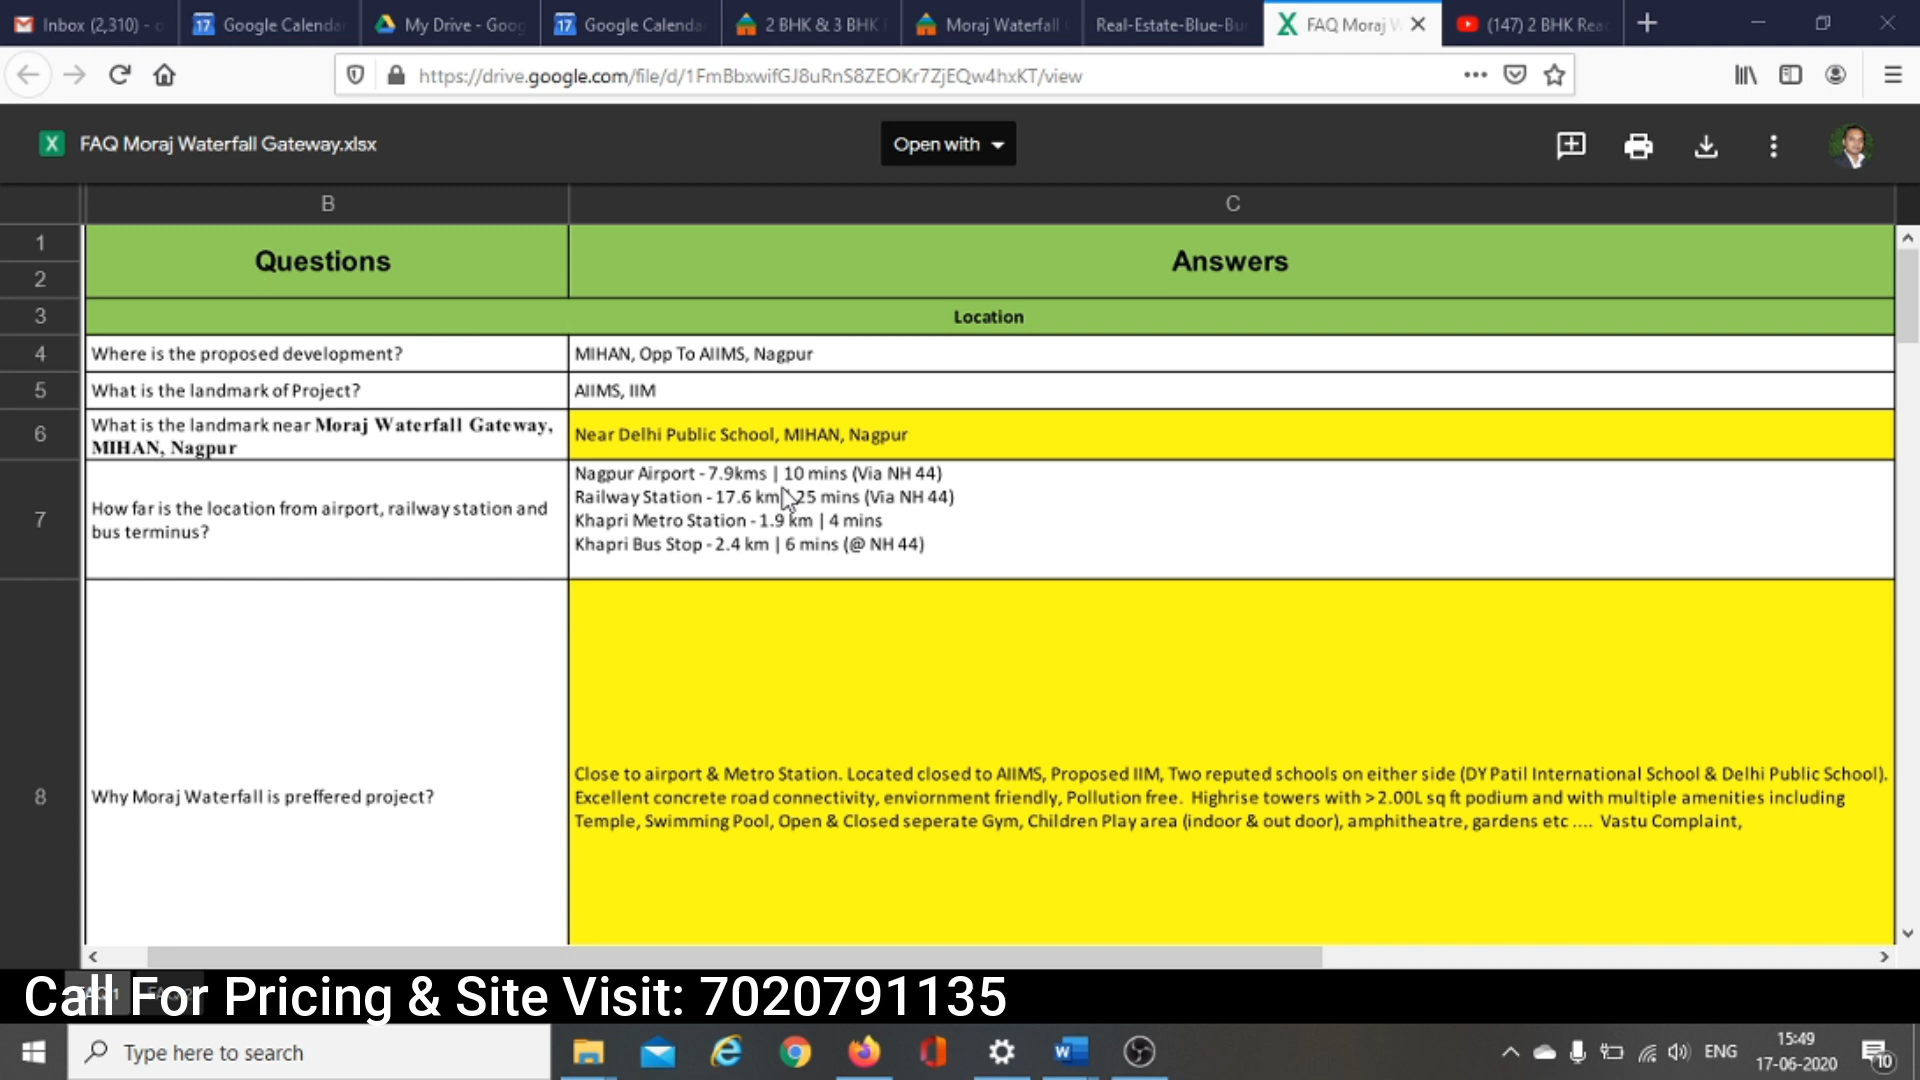 Inbox (2,310) - o
Google Calenda
My Drive - Goog
Google Calenda
2 BHK & 3 BHK
Moraj Waterfall
Real-Estate-Blue-Bu
FAQ Moraj W
(147) 2 BHK Rea
https://drive.google.com/file/d/1FmBbxwifGJ8uRnS8ZEOKr7ZjEQw4hxKT/view
FAQ Moraj Waterfall Gateway.xlsx
Open with
B
C
1
2
Questions
Answers
3
Location
4
Where is the proposed development?
MIHAN, Opp To AIIMS, Nagpur
5
What is the landmark of Project?
AIIMS, IIM
6
What is the landmark near Moraj Waterfall Gateway,
MIHAN, Nagpur
Near Delhi Public School, MIHAN, Nagpur
7
How far is the location from airport, railway station and
bus terminus?
Nagpur Airport - 7.9kms | 10 mins (Via NH 44)
Railway Station - 17.6 km| 25 mins (Via NH 44)
Khapri Metro Station - 1.9 km | 4 mins
Khapri Bus Stop - 2.4 km | 6 mins (@ NH 44)
8
Why Moraj Waterfall is preffered project?
Close to airport & Metro Station. Located closed to AIIMS, Proposed IIM, Two reputed schools on either side (DY Patil International School & Delhi Public School).
Excellent concrete road connectivity, enviornment friendly, Pollution free.  Highrise towers with >2.00L sq ft podium and with multiple amenities including
Temple, Swimming Pool, Open & Closed seperate Gym, Children Play area (indoor & out door), amphitheatre, gardens etc .... Vastu Complaint,
Call For Pricing & Site Visit: 7020791135
Type here to search
ENG
15:49
17-06-2020
10